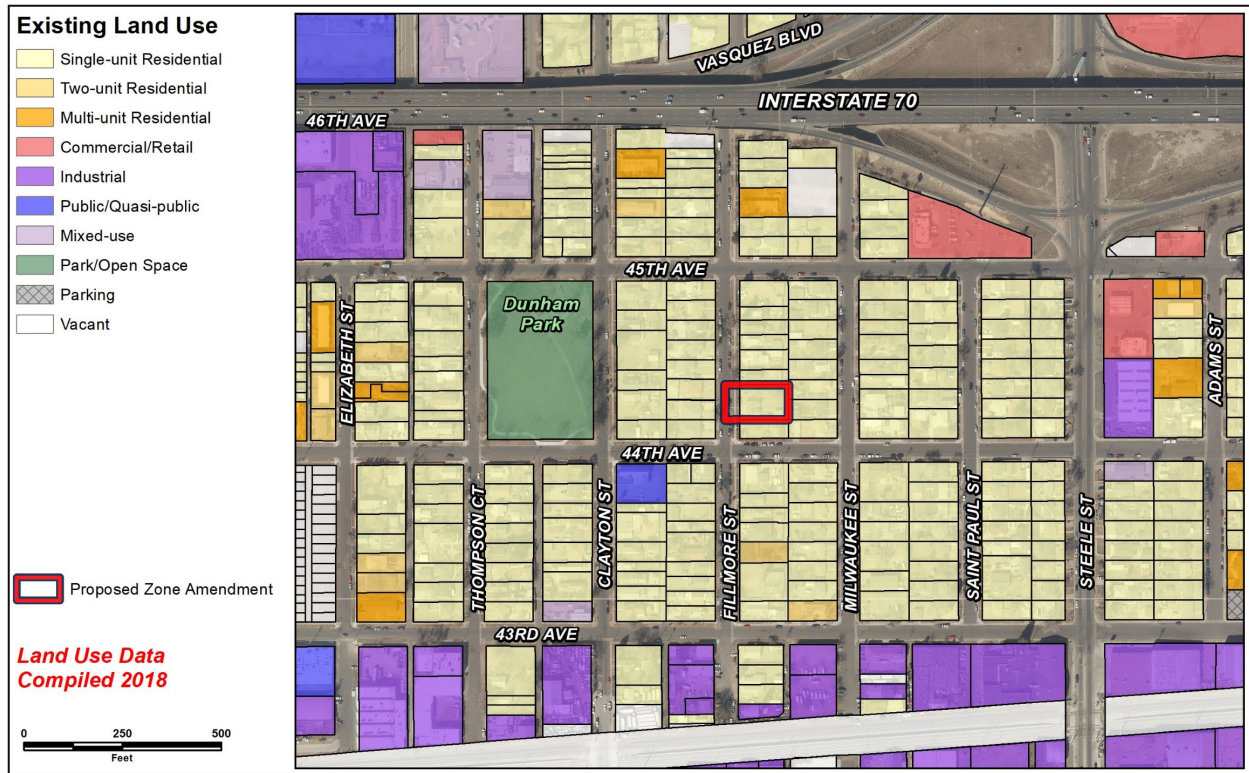 Existing Land Use
Single-unit Residential
Two-unit Residential
Multi-unit Residential
Commercial/Retail
Industrial
Public/Quasi-public
Mixed-use
Park/Open Space
Parking
Vacant
Proposed Zone Amendment
Land Use Data
Compiled 2018
0 250 500
Feet
VASQUEZ BLVD
INTERSTATE 70
46TH AVE
45TH AVE
Dunham
Park
ELIZABETH ST
ADAMS ST
44TH AVE
THOMPSON CT
CLAYTON ST
FILLMORE ST
MILWAUKEE ST
SAINT PAUL ST
STEELE ST
43RD AVE